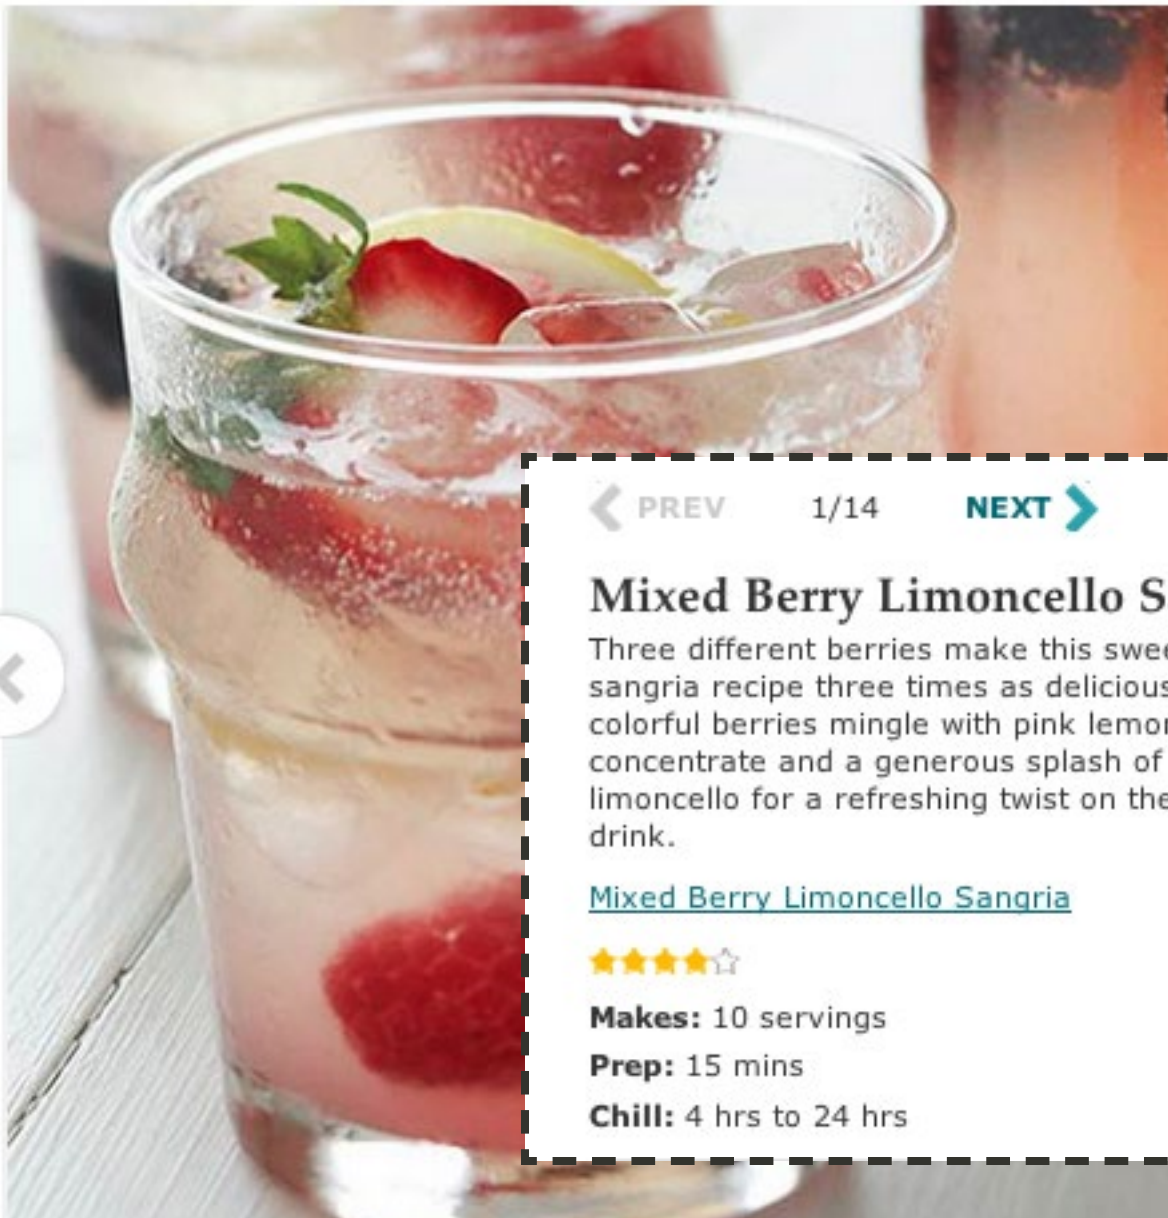 PREV 1/14 NEXT
Mixed Berry Limoncello
Three different berries make this
sangria recipe three times as delicious
colorful berries mingle with pink
concentrate and a generous splash of
limoncello for a refreshing twist on the
drink.
Mixed Berry Limoncello Sangria
Makes: 10 servings
Prep: 15 mins
Chill: 4 hrs to 24 hrs